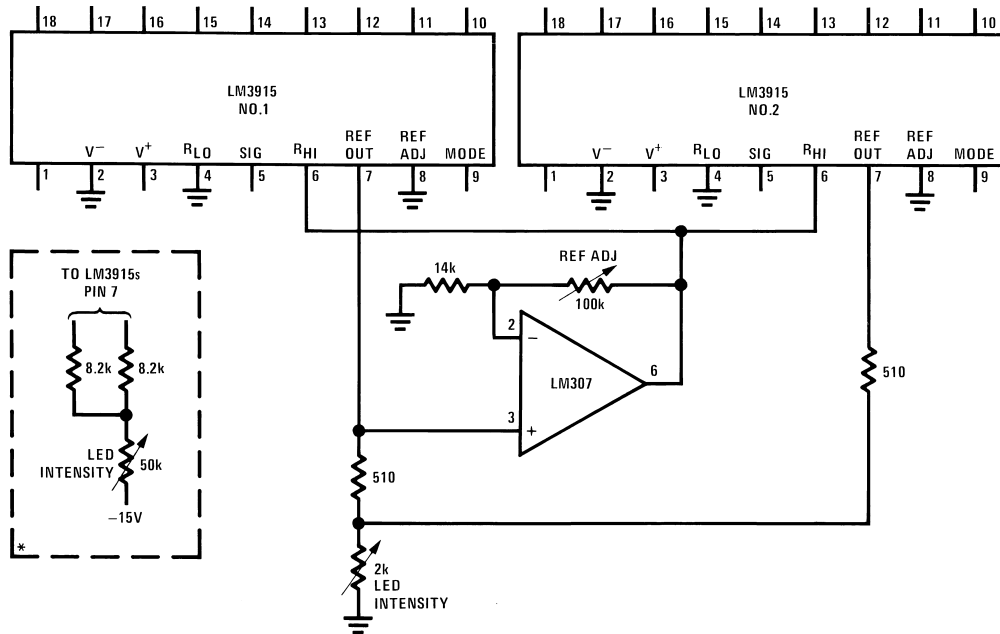 18 17 16 15 14 13 12 11 10
18 17 16 15 14 13 12 11 10
LM3915
NO.1
LM3915
NO.2
V− V+ RLO SIG RHI REF OUT REF ADJ MODE
V− V+ RLO SIG RHI REF OUT REF ADJ MODE
1 2 3 4 5 6 7 8 9
1 2 3 4 5 6 7 8 9
TO LM3915s
PIN 7
8.2k
8.2k
LED
INTENSITY
50k
−15V
*
14k
REF ADJ
100k
2
−
LM307
6
3
+
510
510
2k
LED
INTENSITY